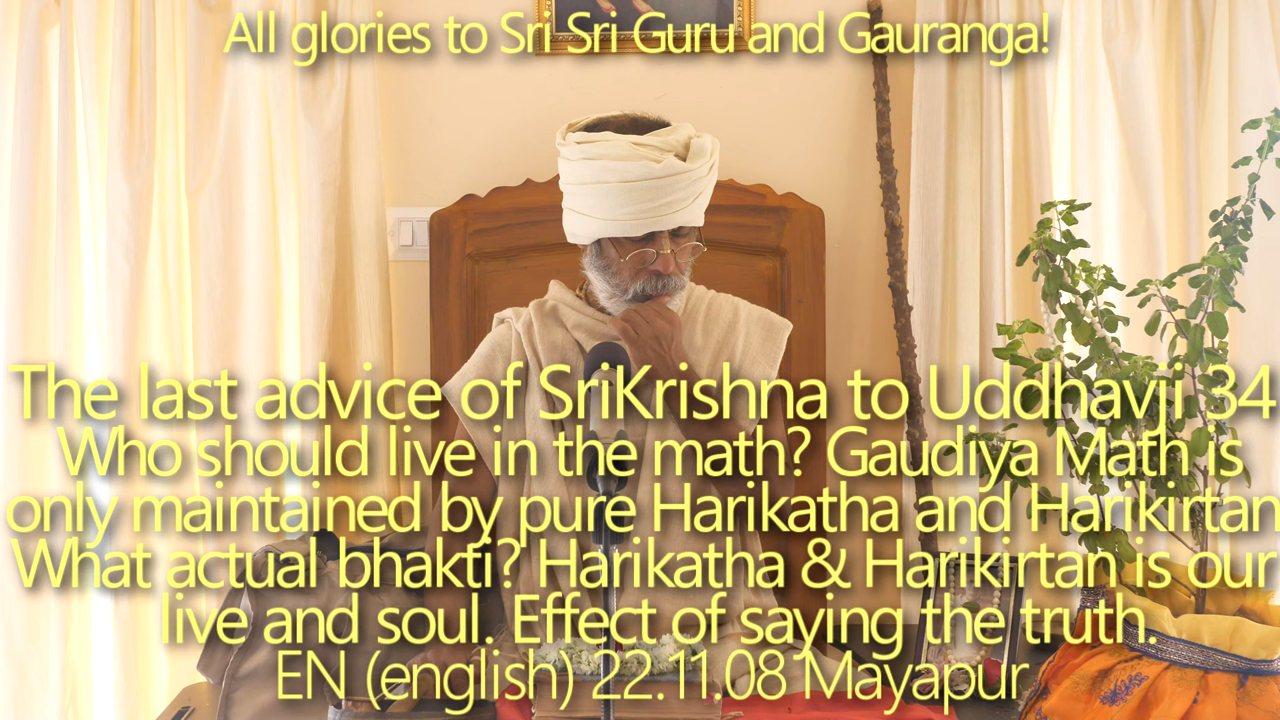 All glories to Sri Sri Guru and Gauranga!
The last advice of SriKrishna to Uddhavji 34
Who should live in the math? Gaudiya Math is
only maintained by pure Harikatha and Harikirtan
What actual bhakti? Harikatha & Harikirtan is our
live and soul. Effect of saying the truth.
EN (english) 22.11.08 Mayapur